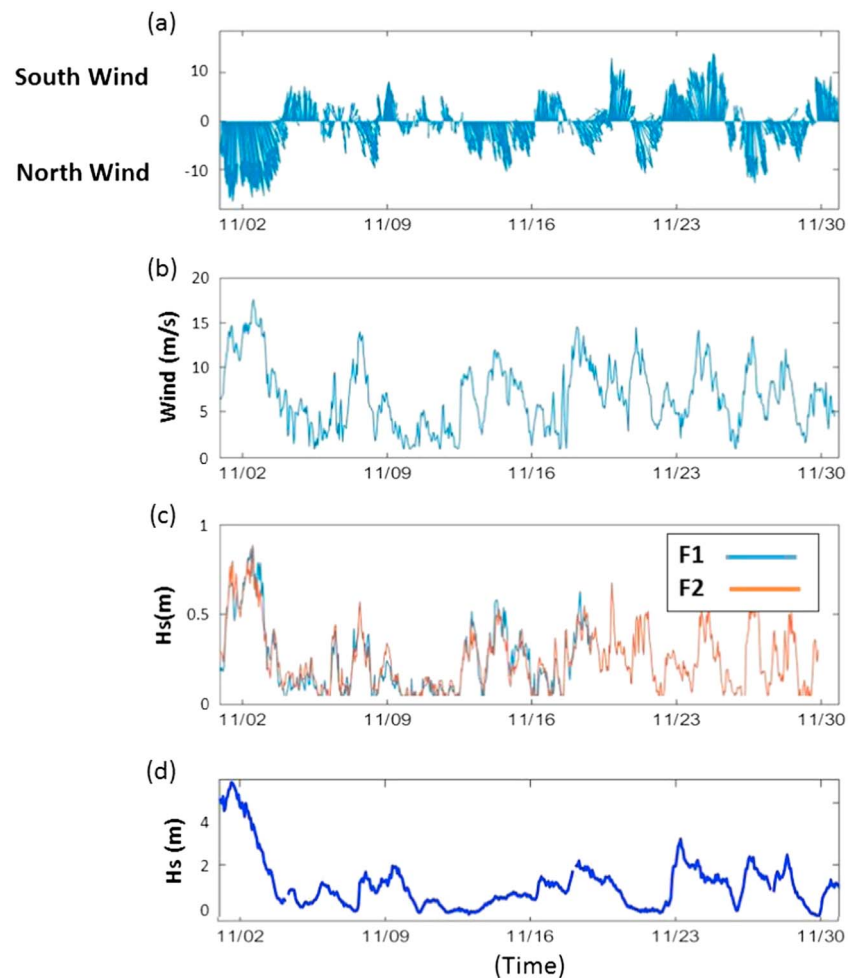 (a)
South Wind
North Wind
10
0
-10
11/02 11/09 11/16 11/23 11/30
(b)
Wind (m/s)
20
15
10
5
0
11/02 11/09 11/16 11/23 11/30
(c)
Hs(m)
1
0.5
0
F1
F2
11/02 11/09 11/16 11/23 11/30
(d)
Hs (m)
4
2
0
11/02 11/09 11/16 11/23 11/30
(Time)